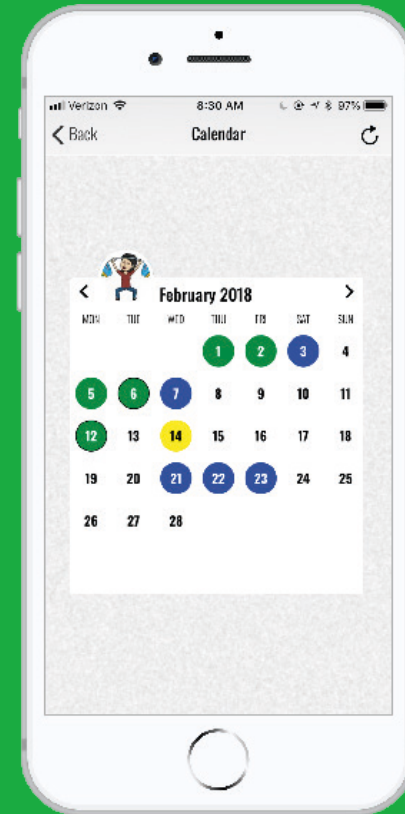 Verizon 8:30 AM 97%
Back Calendar
February 2018
MON TUE WED THU FRI SAT SUN
1 2 3 4
5 6 7 8 9 10 11
12 13 14 15 16 17 18
19 20 21 22 23 24 25
26 27 28